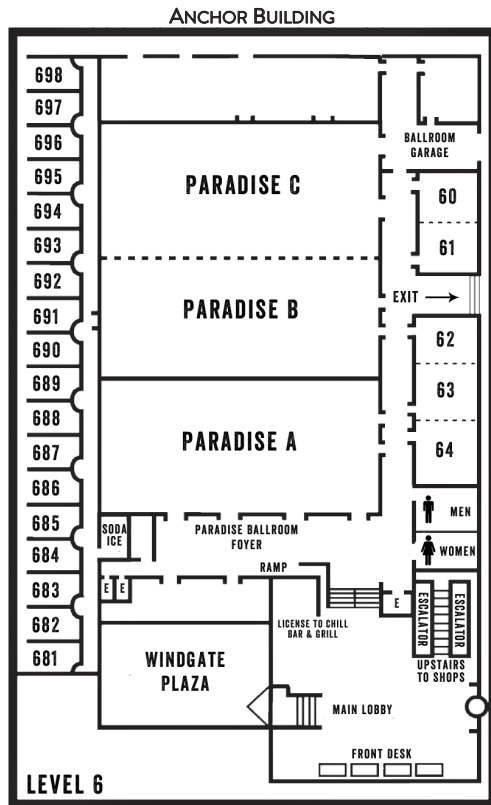 ANCHOR BUILDING
698
697
696
695
694
693
692
691
690
689
688
687
686
685
684
683
682
681
BALLROOM
GARAGE
PARADISE C
60
61
EXIT
PARADISE B
62
63
64
PARADISE A
MEN
WOMEN
SODA
ICE
PARADISE BALLROOM
FOYER
RAMP
E
E
E
LICENSE TO CHILL
BAR & GRILL
ESCALATOR
ESCALATOR
UPSTAIRS
TO SHOPS
WINDGATE
PLAZA
MAIN LOBBY
FRONT DESK
LEVEL 6